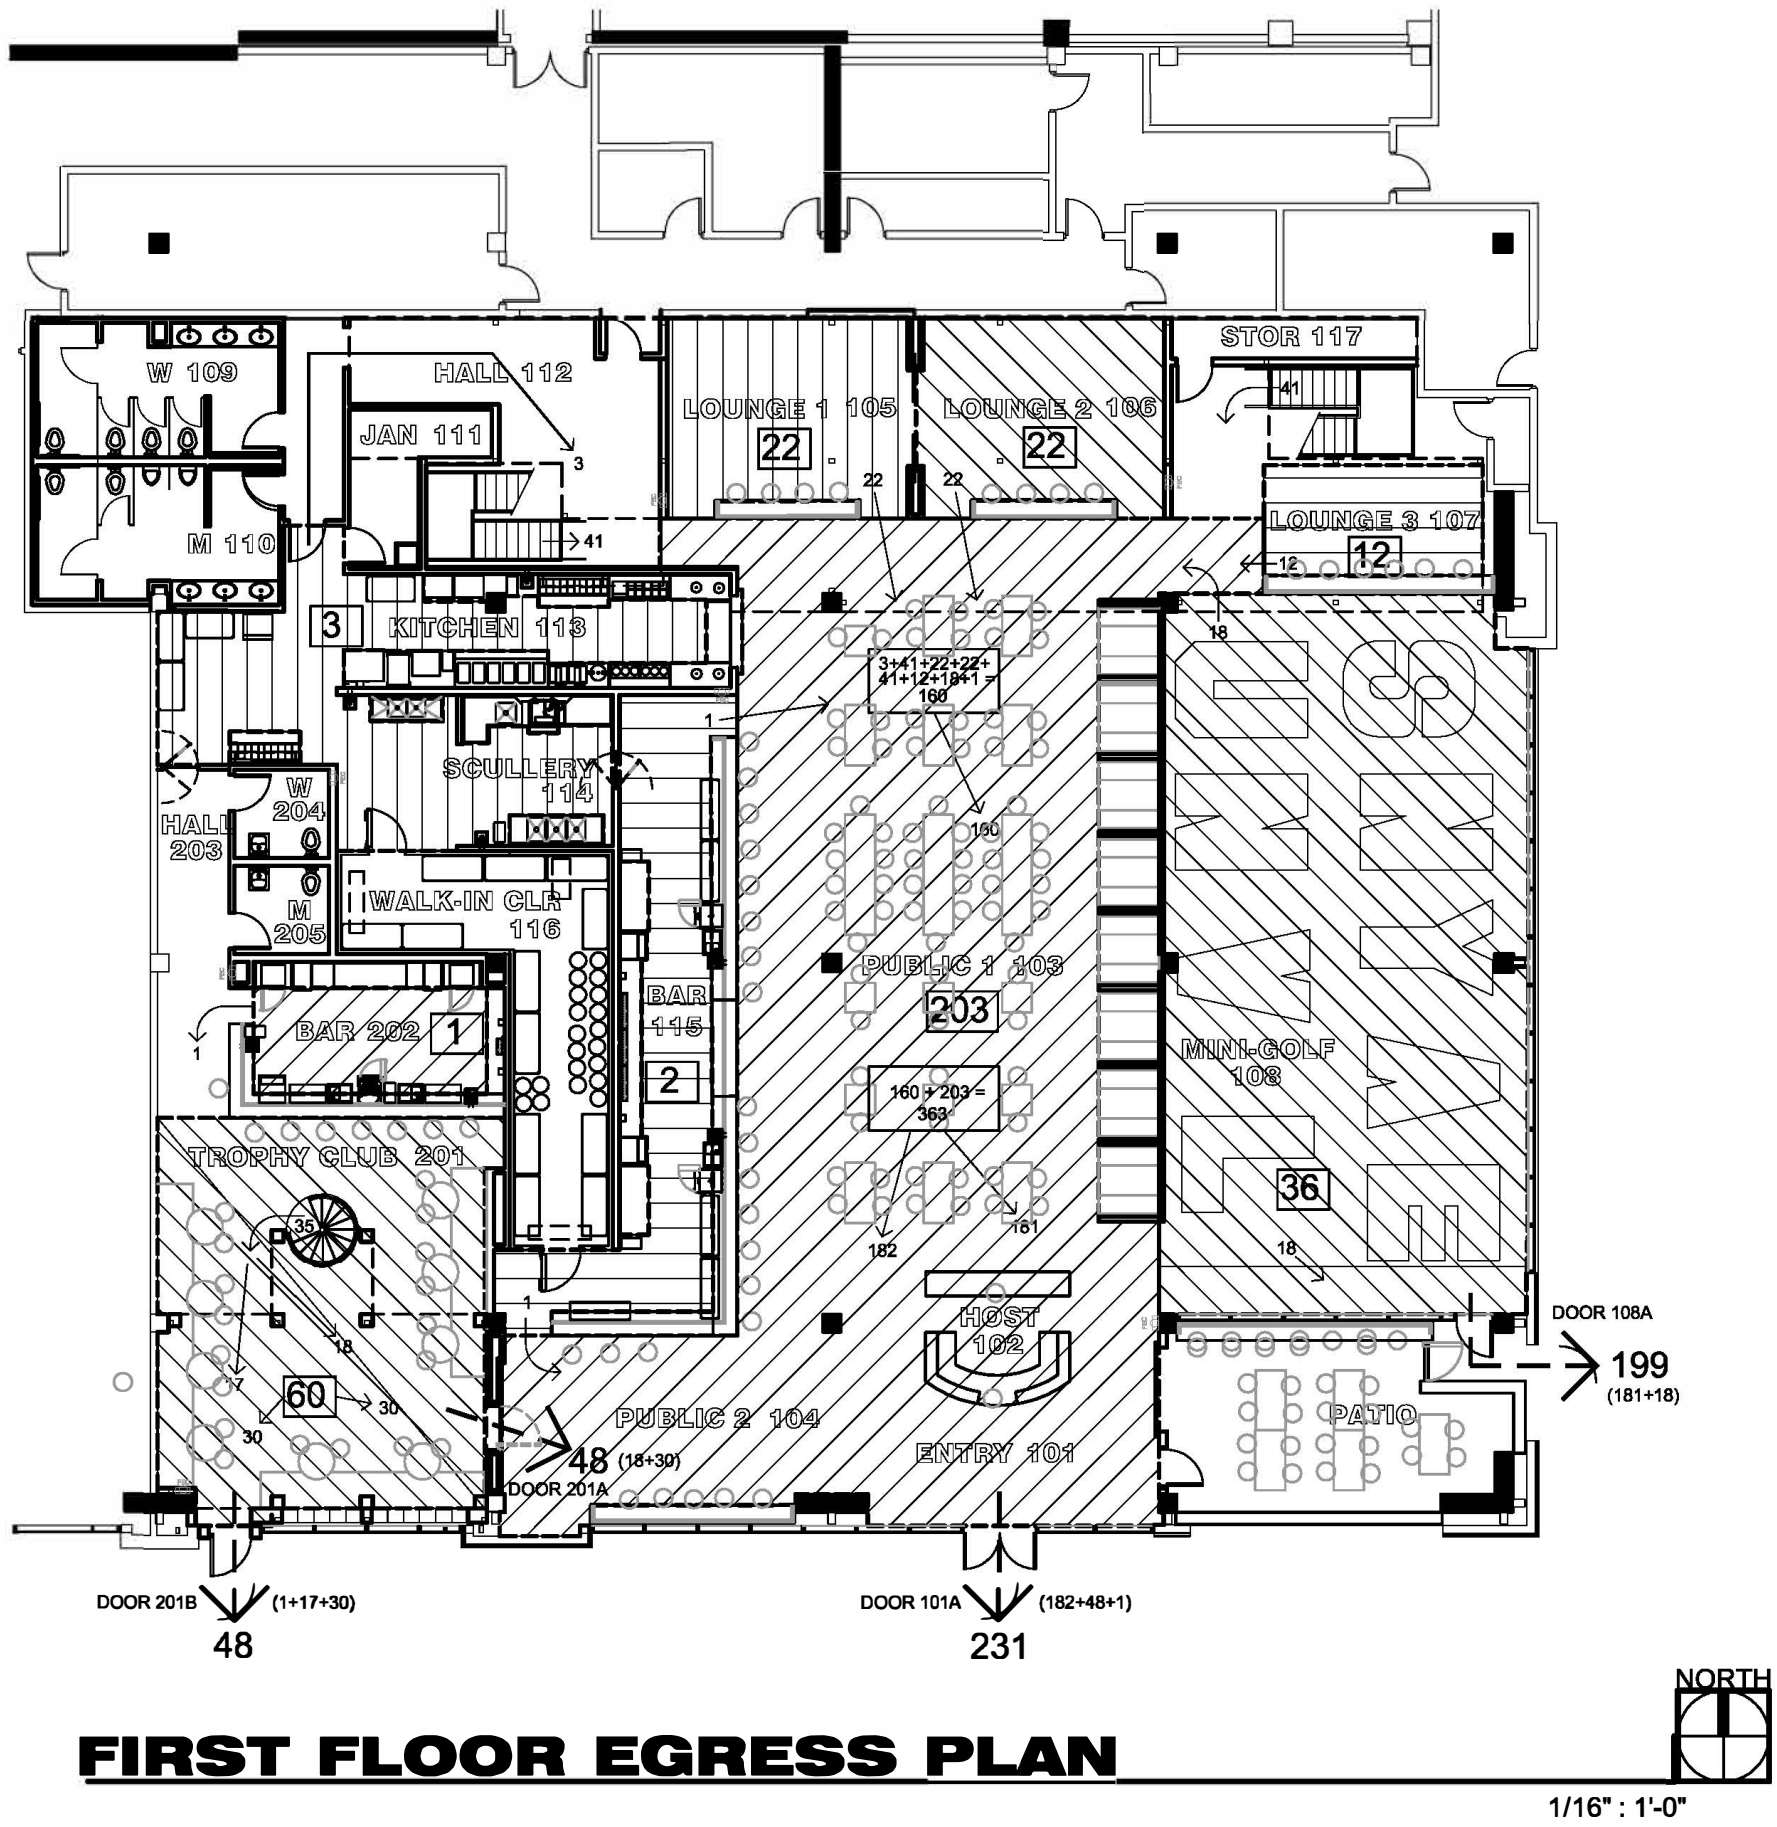 STOR 117
W 109
HALL 112
41
LOUNGE 1 105
LOUNGE 2 106
JAN 111
22
22
3
22
22
FEC
FEC
FEC
LOUNGE 3 107
M 110
41
12
12
3
KITCHEN 113
18
3+41+22+22+
41+12+18+1 =
160
1
SCULLERY
114
W
204
HALL
203
160
WALK-IN CLR
116
M
205
PUBLIC 1 103
203
BAR
115
BAR 202
1
1
MINI-GOLF
108
2
160 + 203 =
363
TROPHY CLUB 201
36
35
181
182
18
1
HOST
102
DOOR 108A
18
199
(181+18)
17
60
30
30
PUBLIC 2 104
PATIO
ENTRY 101
48 (18+30)
DOOR 201A
DOOR 201B
(1+17+30)
48
DOOR 101A
(182+48+1)
231
NORTH
FIRST FLOOR EGRESS PLAN
1/16" : 1'-0"